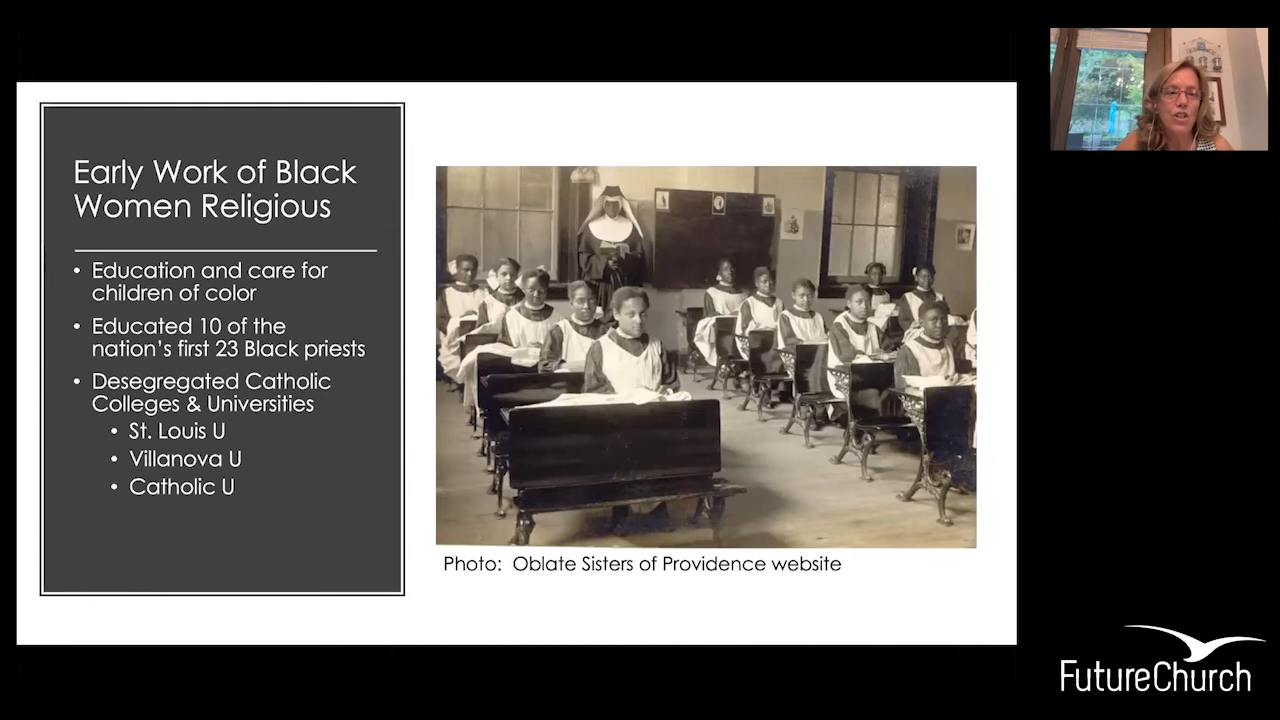 Early Work of Black
Women Religious
• Education and care for
children of color
• Educated 10 of the
nation’s first 23 Black priests
• Desegregated Catholic
Colleges & Universities
• St. Louis U
• Villanova U
• Catholic U
Photo: Oblate Sisters of Providence website
FutureChurch